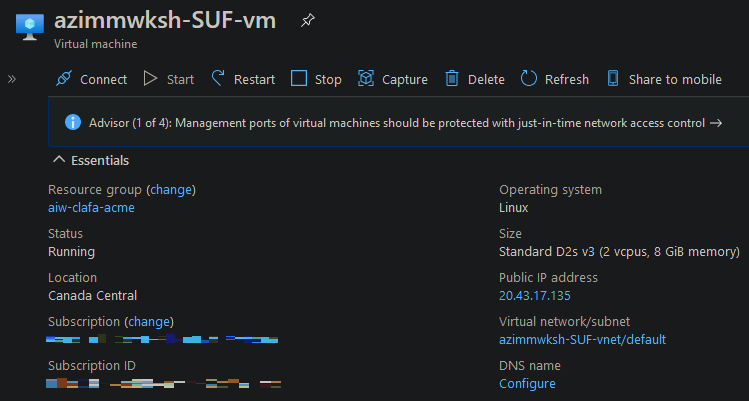 azimmwksh-SUF-vm
Virtual machine
Connect Start Restart Stop Capture Delete Refresh Share to mobile
Advisor (1 of 4): Management ports of virtual machines should be protected with just-in-time network access control →
Essentials
Resource group (change)
aiw-clafa-acme
Status
Running
Location
Canada Central
Subscription (change)
Subscription ID
Operating system
Linux
Size
Standard D2s v3 (2 vcpus, 8 GiB memory)
Public IP address
20.43.17.135
Virtual network/subnet
azimmwksh-SUF-vnet/default
DNS name
Configure